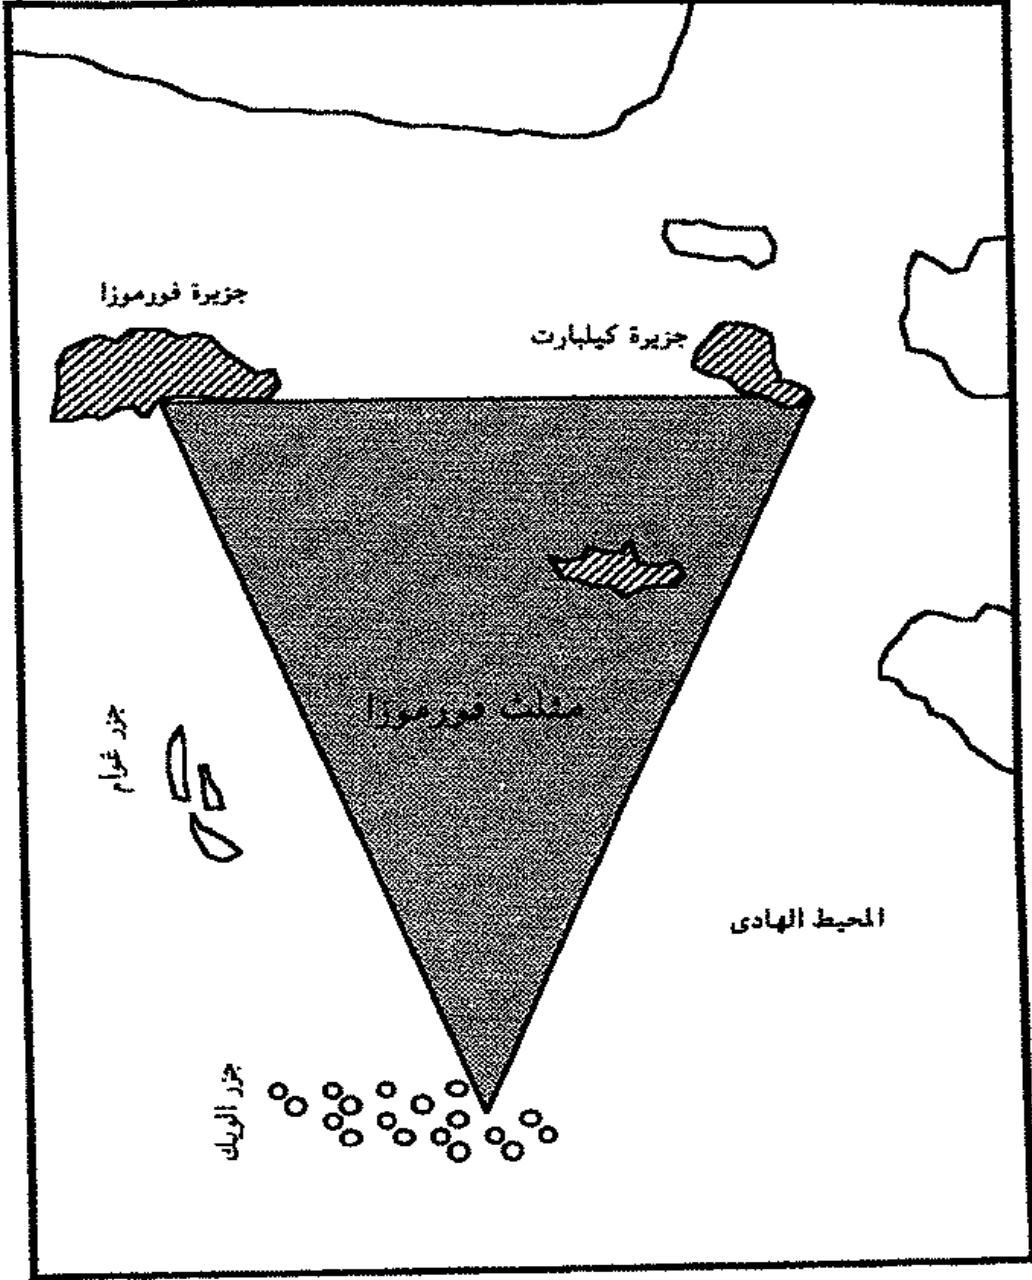 جزيرة فورموزا
جزيرة كيلبارت
مثلث فورموزا
جزر غوام
المحيط الهادى
جزر الويك